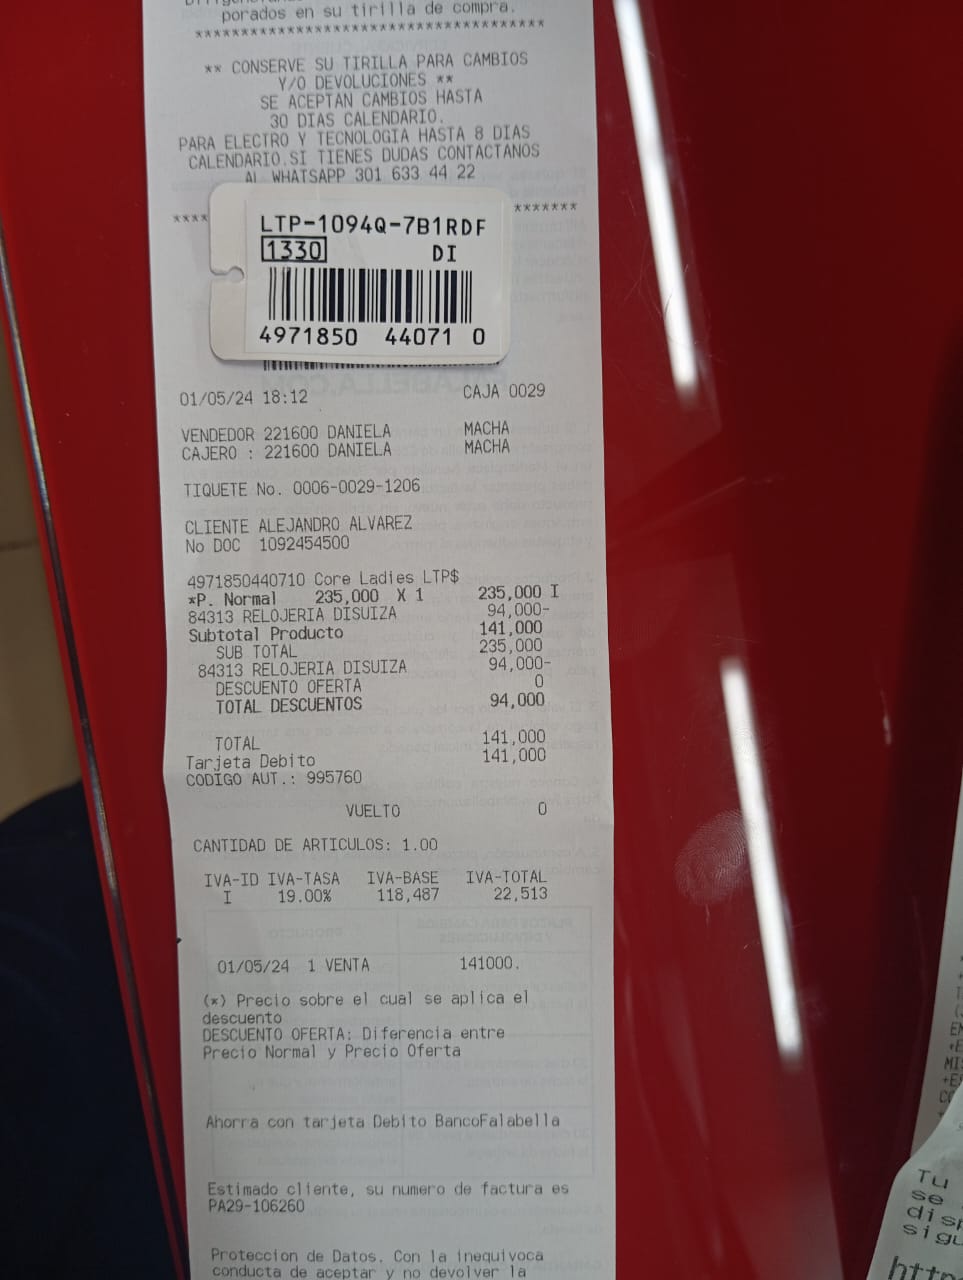 porados en su tirilla de compra.
***************************************
** CONSERVE SU TIRILLA PARA CAMBIOS
Y/O DEVOLUCIONES **
SE ACEPTAN CAMBIOS HASTA
30 DIAS CALENDARIO.
PARA ELECTRO Y TECNOLOGIA HASTA 8 DIAS
CALENDARIO.SI TIENES DUDAS CONTACTANOS
AL WHATSAPP 301 633 44 22
**** *******
LTP-1094Q-7B1RDF
1330 DI
4971850 44071 0
01/05/24 18:12 CAJA 0029
VENDEDOR 221600 DANIELA MACHA
CAJERO : 221600 DANIELA MACHA
TIQUETE No. 0006-0029-1206
CLIENTE ALEJANDRO ALVAREZ
No DOC 1092454500
4971850440710 Core Ladies LTP$
*P. Normal 235,000 X 1 235,000 I
84313 RELOJERIA DISUIZA 94,000-
Subtotal Producto 141,000
SUB TOTAL 235,000
84313 RELOJERIA DISUIZA 94,000-
DESCUENTO OFERTA 0
TOTAL DESCUENTOS 94,000
TOTAL 141,000
Tarjeta Debito 141,000
CODIGO AUT.: 995760
VUELTO 0
CANTIDAD DE ARTICULOS: 1.00
IVA-ID IVA-TASA IVA-BASE IVA-TOTAL
I 19.00% 118,487 22,513
01/05/24 1 VENTA 141000.
(*) Precio sobre el cual se aplica el
descuento
DESCUENTO OFERTA: Diferencia entre
Precio Normal y Precio Oferta
Ahorra con tarjeta Debito BancoFalabella
Estimado cliente, su numero de factura es
PA29-106260
Proteccion de Datos. Con la inequivoca
conducta de aceptar y no devolver la
Tu
se